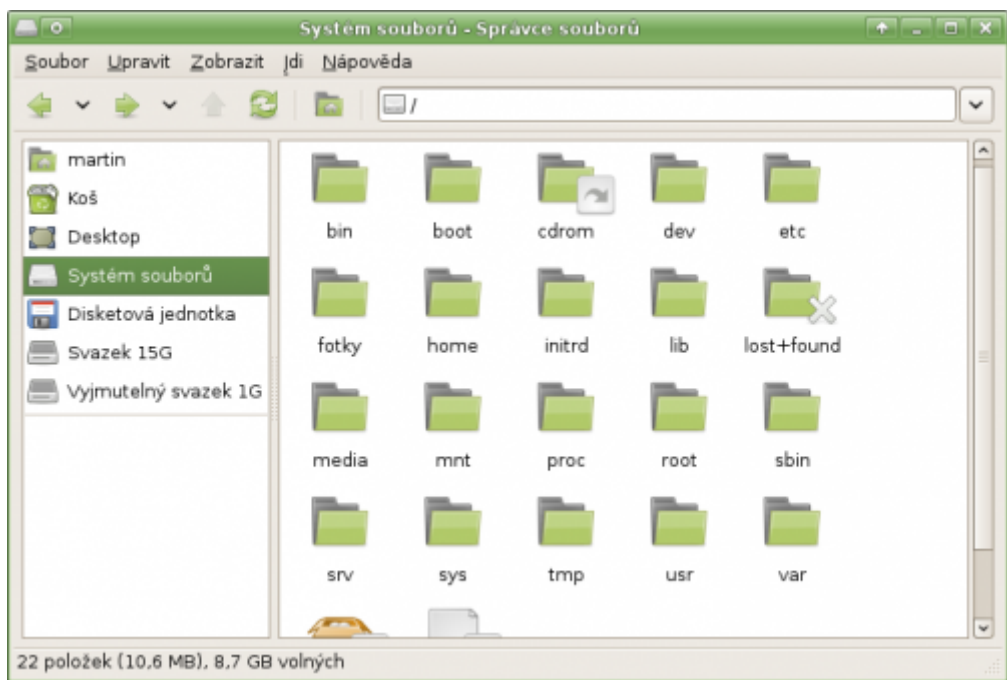 Systém souborů - Správce souborů
Soubor Upravit Zobrazit Jdi Nápověda
/
martin
Koš
Desktop
Systém souborů
Disketová jednotka
Svazek 15G
Vyjmutelný svazek 1G
bin boot cdrom dev etc
fotky home initrd lib lost+found
media mnt proc root sbin
srv sys tmp usr var
22 položek (10,6 MB), 8,7 GB volných